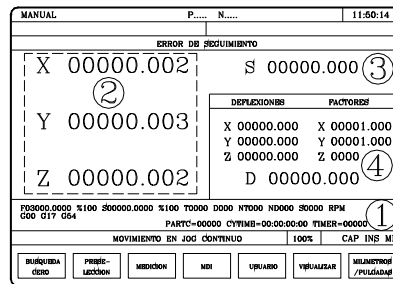 MANUAL P..... N..... 11:50:14
ERROR DE SEGUIMIENTO
X 00000.002
S 00000.000 3
2
DEFLEXIONES FACTORES
Y 00000.003
X 00000.000 X 00001.000
Y 00000.000 Y 00001.000
Z 00000.000 Z 0000
4
Z 00000.002
D 00000.000
F03000.0000 %100 S00000.0000 %100 T0000 D000 NT000 ND000 S0000 RPM
G00 G17 G54
1
PARTC=00000 CYTIME=00:00:00:00 TIMER=00000
MOVIMIENTO EN JOG CONTINUO 100% CAP INS M
BUSQUEDA CERO
PRESE-LECCION
MEDICION
MDI
USUARIO
VISUALIZAR
MILIMETROS /PULGADAS